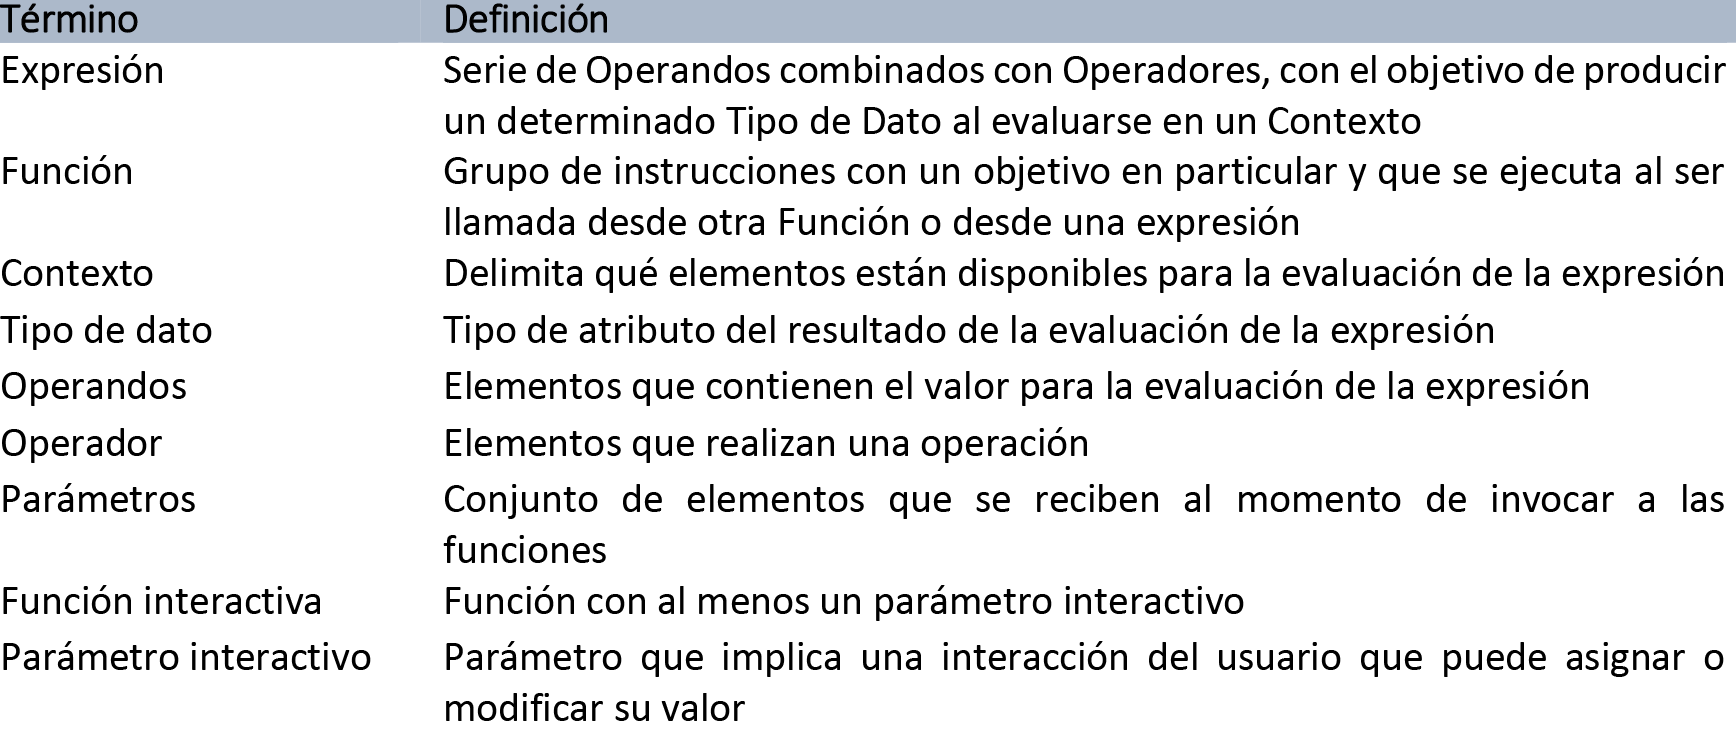 Término Definición
Expresión Serie de Operandos combinados con Operadores, con el objetivo de producir
un determinado Tipo de Dato al evaluarse en un Contexto
Función Grupo de instrucciones con un objetivo en particular y que se ejecuta al ser
llamada desde otra Función o desde una expresión
Contexto Delimita qué elementos están disponibles para la evaluación de la expresión
Tipo de dato Tipo de atributo del resultado de la evaluación de la expresión
Operandos Elementos que contienen el valor para la evaluación de la expresión
Operador Elementos que realizan una operación
Parámetros Conjunto de elementos que se reciben al momento de invocar a las
funciones
Función interactiva Función con al menos un parámetro interactivo
Parámetro interactivo Parámetro que implica una interacción del usuario que puede asignar o
modificar su valor